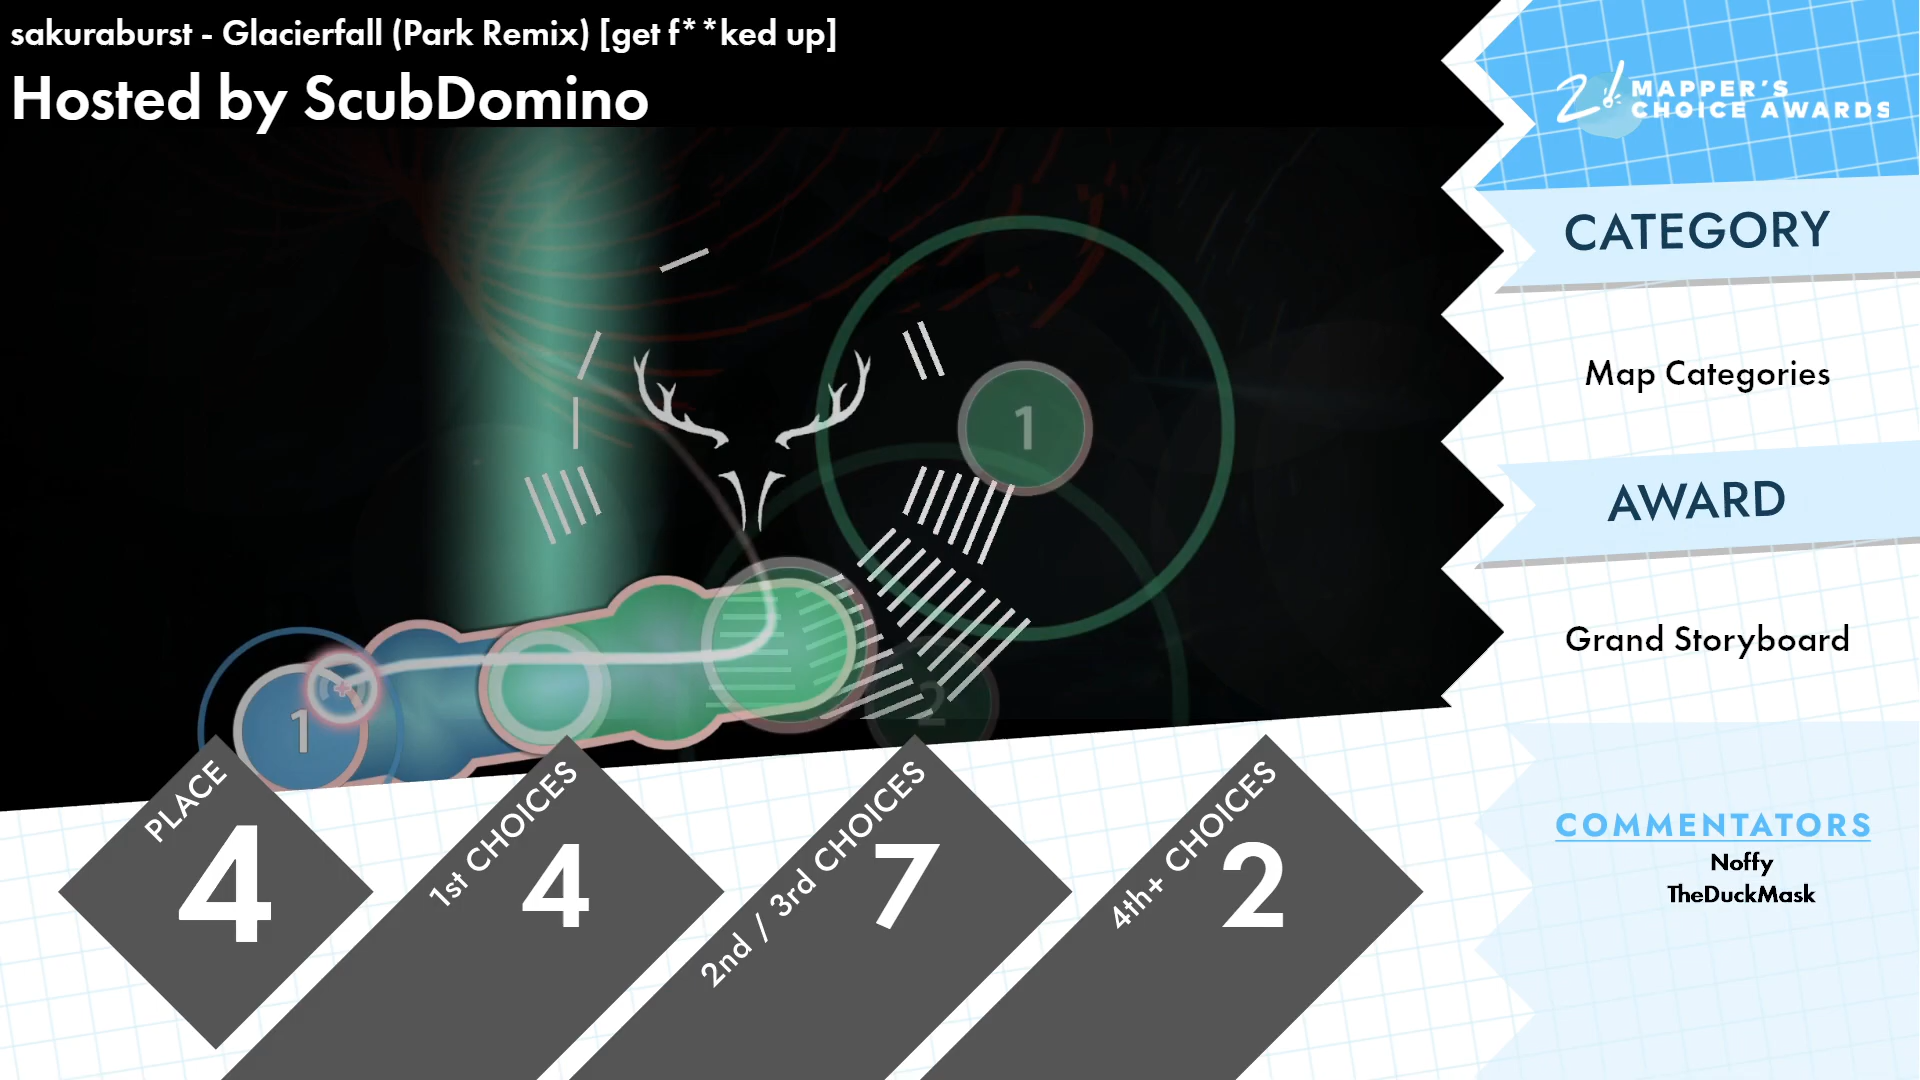 sakuraburst - Glacierfall (Park Remix) [get f**ked up]
Hosted by ScubDomino
2! MAPPER'S
CHOICE AWARDS
CATEGORY
Map Categories
AWARD
Grand Storyboard
COMMENTATORS
Noffy
TheDuckMask
1
1
2
PLACE
4
1st CHOICES
4
2nd / 3rd CHOICES
7
4th+ CHOICES
2